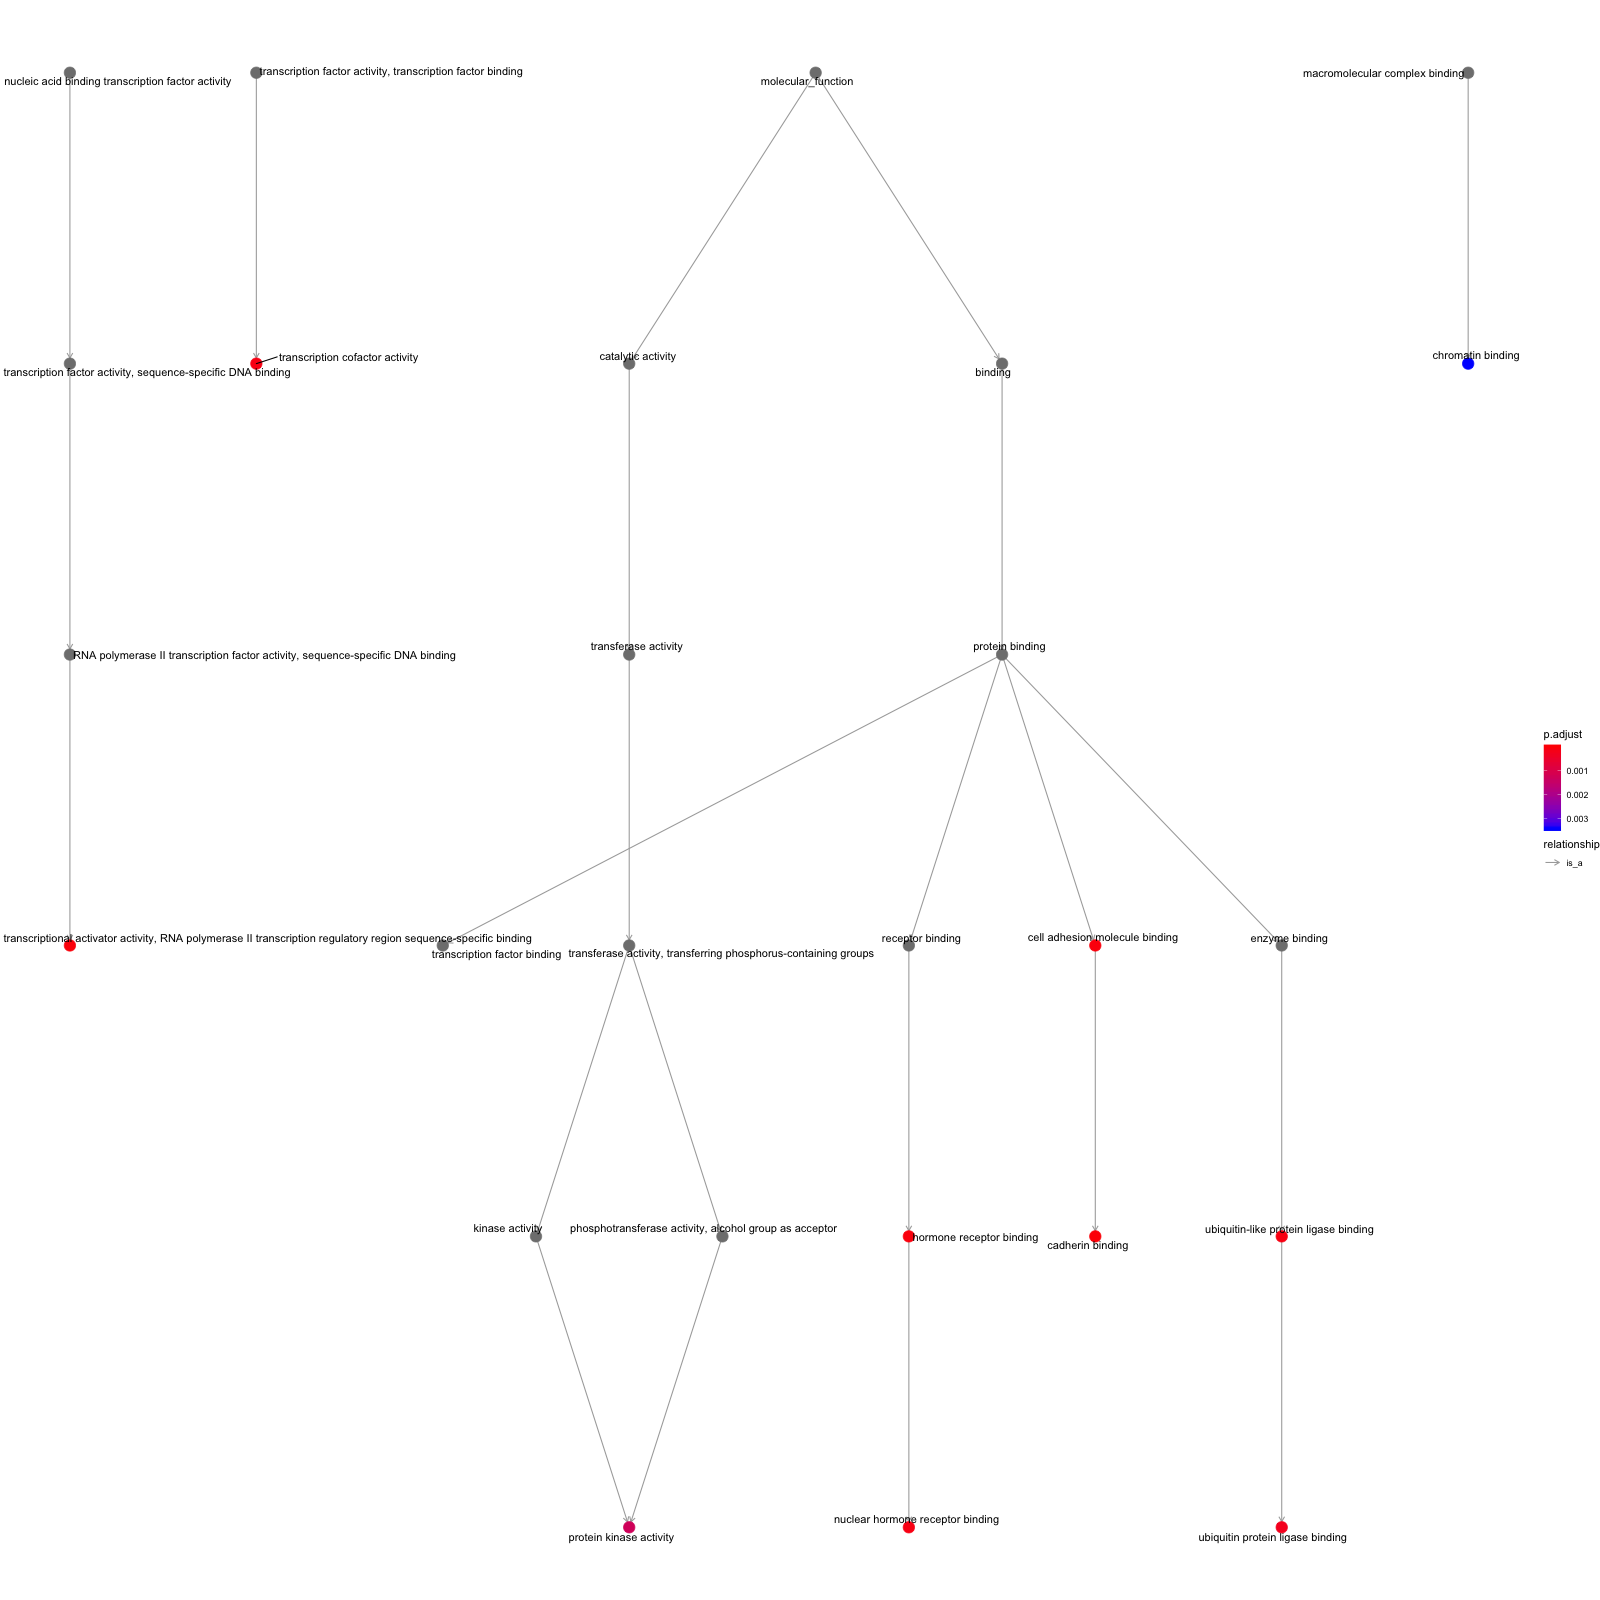 transcription factor activity, transcription factor binding
molecular_function
macromolecular complex binding
nucleic acid binding transcription factor activity
transcription cofactor activity
catalytic activity
chromatin binding
transcription factor activity, sequence-specific DNA binding
binding
transferase activity
protein binding
RNA polymerase II transcription factor activity, sequence-specific DNA binding
p.adjust
0.001
0.002
0.003
relationship
is_a
transcriptional activator activity, RNA polymerase II transcription regulatory region sequence-specific binding
receptor binding
cell adhesion molecule binding
enzyme binding
transcription factor binding
transferase activity, transferring phosphorus-containing groups
kinase activity
phosphotransferase activity, alcohol group as acceptor
hormone receptor binding
cadherin binding
ubiquitin-like protein ligase binding
nuclear hormone receptor binding
protein kinase activity
ubiquitin protein ligase binding